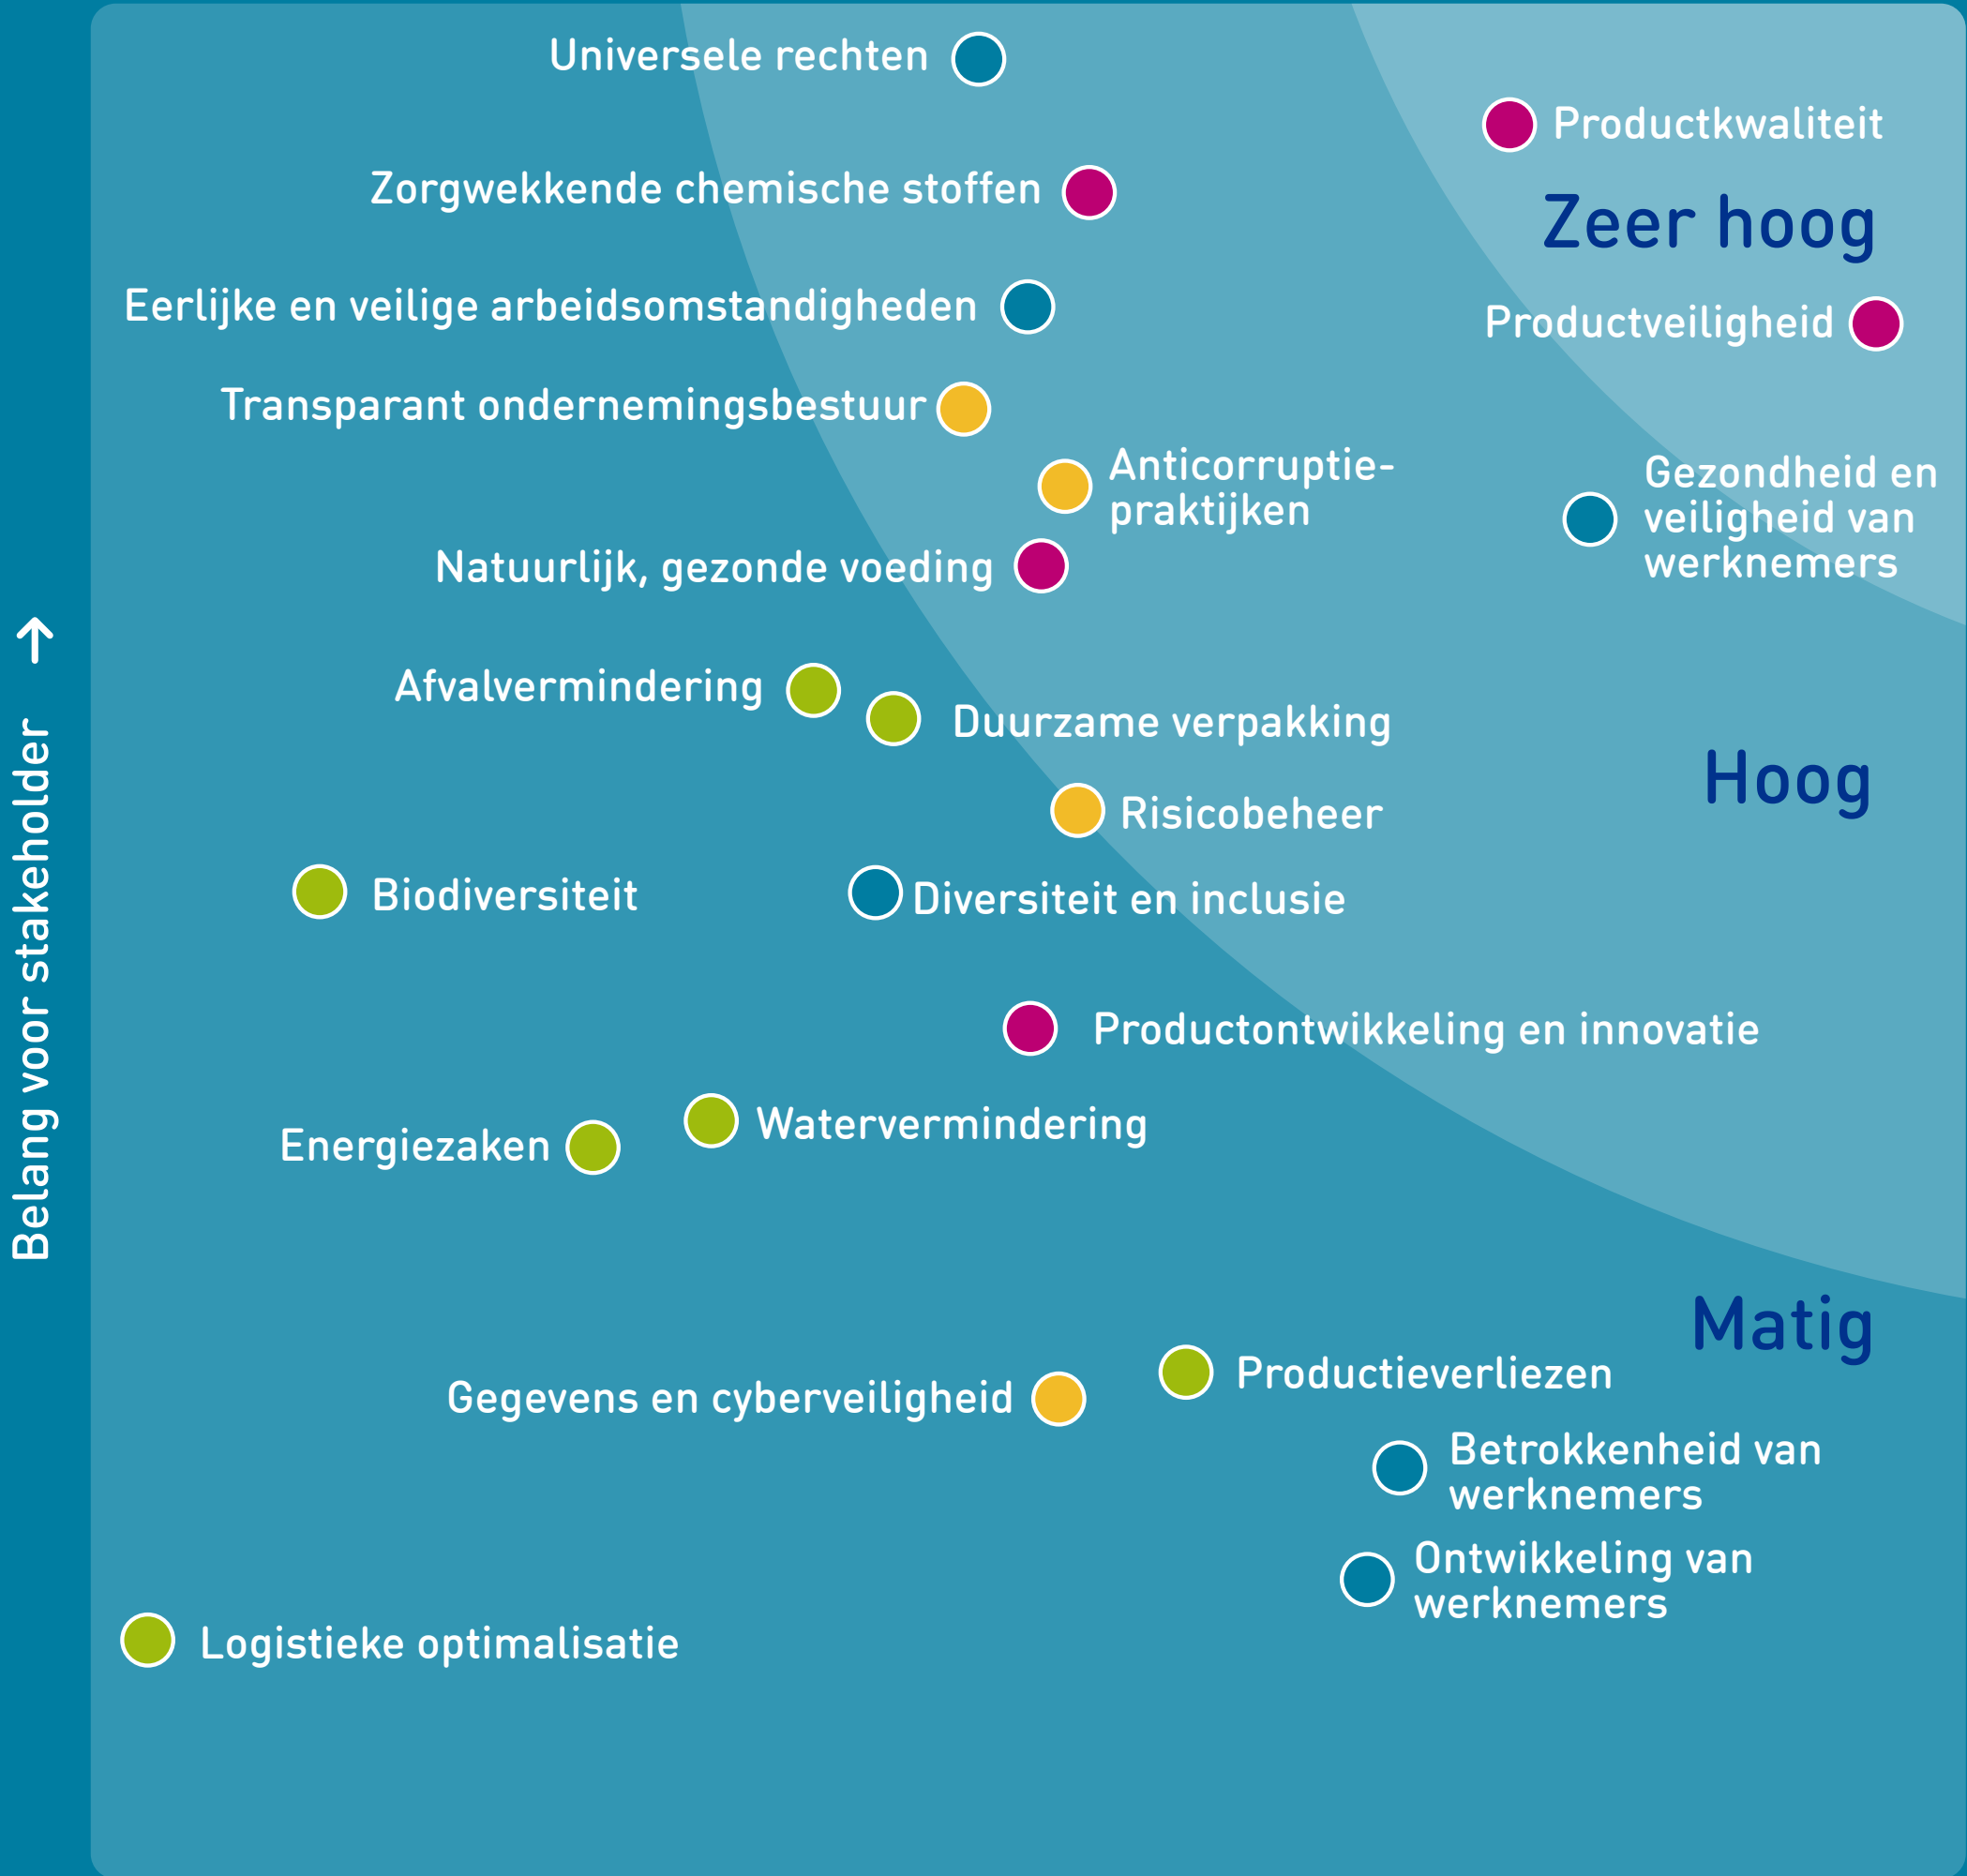 Universele rechten
Productkwaliteit
Zorgwekkende chemische stoffen
Zeer hoog
Eerlijke en veilige arbeidsomstandigheden
Productveiligheid
Transparant ondernemingsbestuur
Anticorruptie-
praktijken
Gezondheid en
veiligheid van
werknemers
Natuurlijk, gezonde voeding
Afvalvermindering
Duurzame verpakking
Hoog
Risicobeheer
Biodiversiteit
Diversiteit en inclusie
Belang voor stakeholder →
Productontwikkeling en innovatie
Watervermindering
Energiezaken
Matig
Productieverliezen
Gegevens en cyberveiligheid
Betrokkenheid van
werknemers
Ontwikkeling van
werknemers
Logistieke optimalisatie